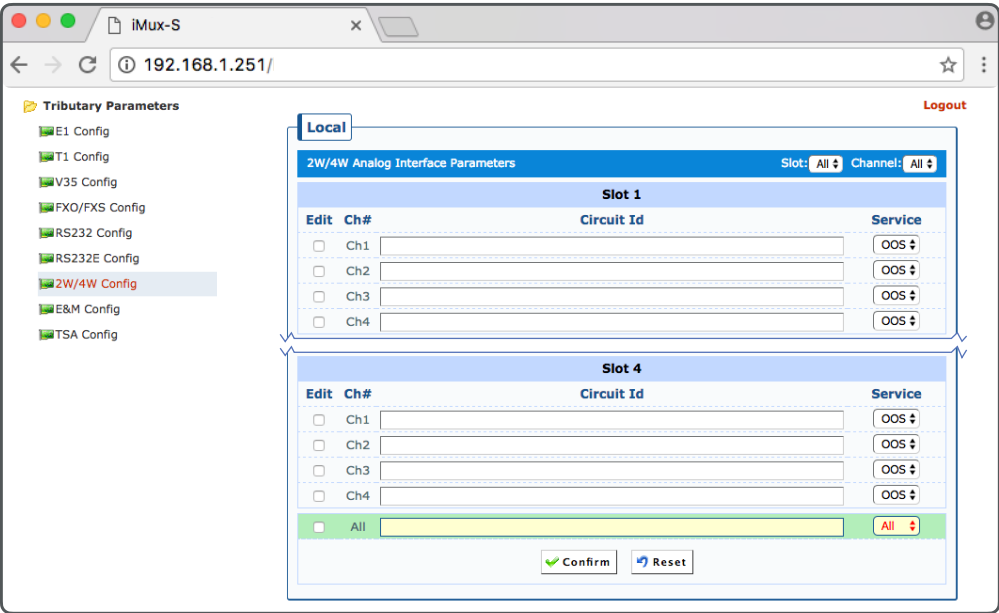 iMux-S
192.168.1.251/
Tributary Parameters
Logout
E1 Config
T1 Config
V35 Config
FXO/FXS Config
RS232 Config
RS232E Config
2W/4W Config
E&M Config
TSA Config
Local
2W/4W Analog Interface Parameters Slot: All Channel: All
Slot 1
Edit Ch# Circuit Id Service
Ch1 OOS
Ch2 OOS
Ch3 OOS
Ch4 OOS
Slot 4
Edit Ch# Circuit Id Service
Ch1 OOS
Ch2 OOS
Ch3 OOS
Ch4 OOS
All All
Confirm Reset